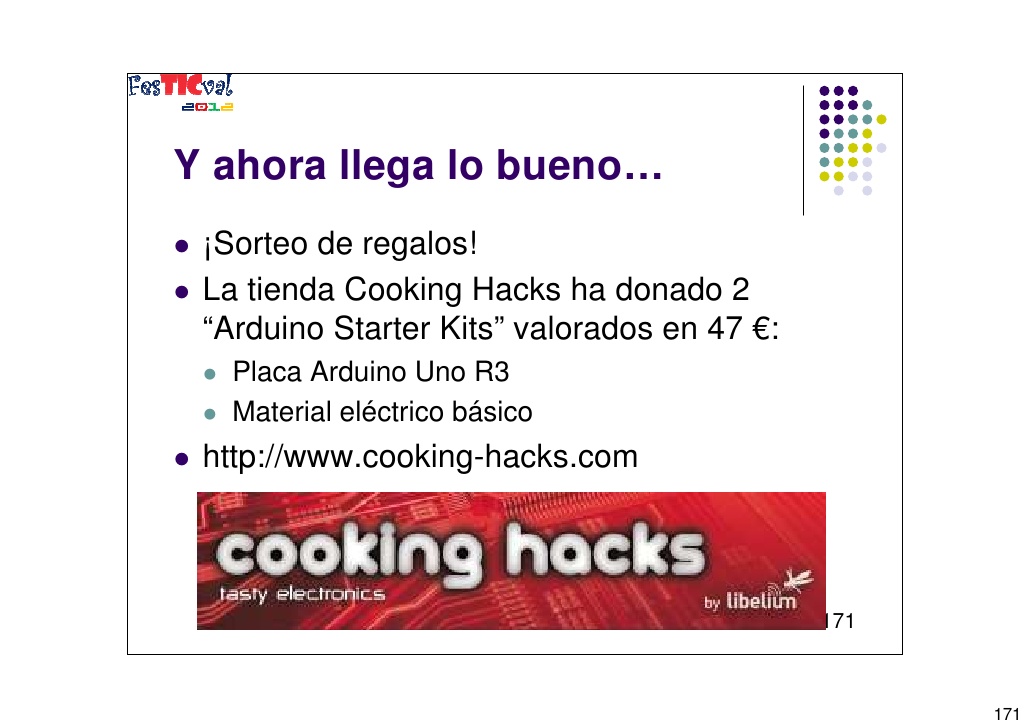 FesTICval
2012
Y ahora llega lo bueno…
¡Sorteo de regalos!
La tienda Cooking Hacks ha donado 2
“Arduino Starter Kits” valorados en 47 €:
Placa Arduino Uno R3
Material eléctrico básico
http://www.cooking-hacks.com
cooking hacks
tasty electronics
by libelium
171
171